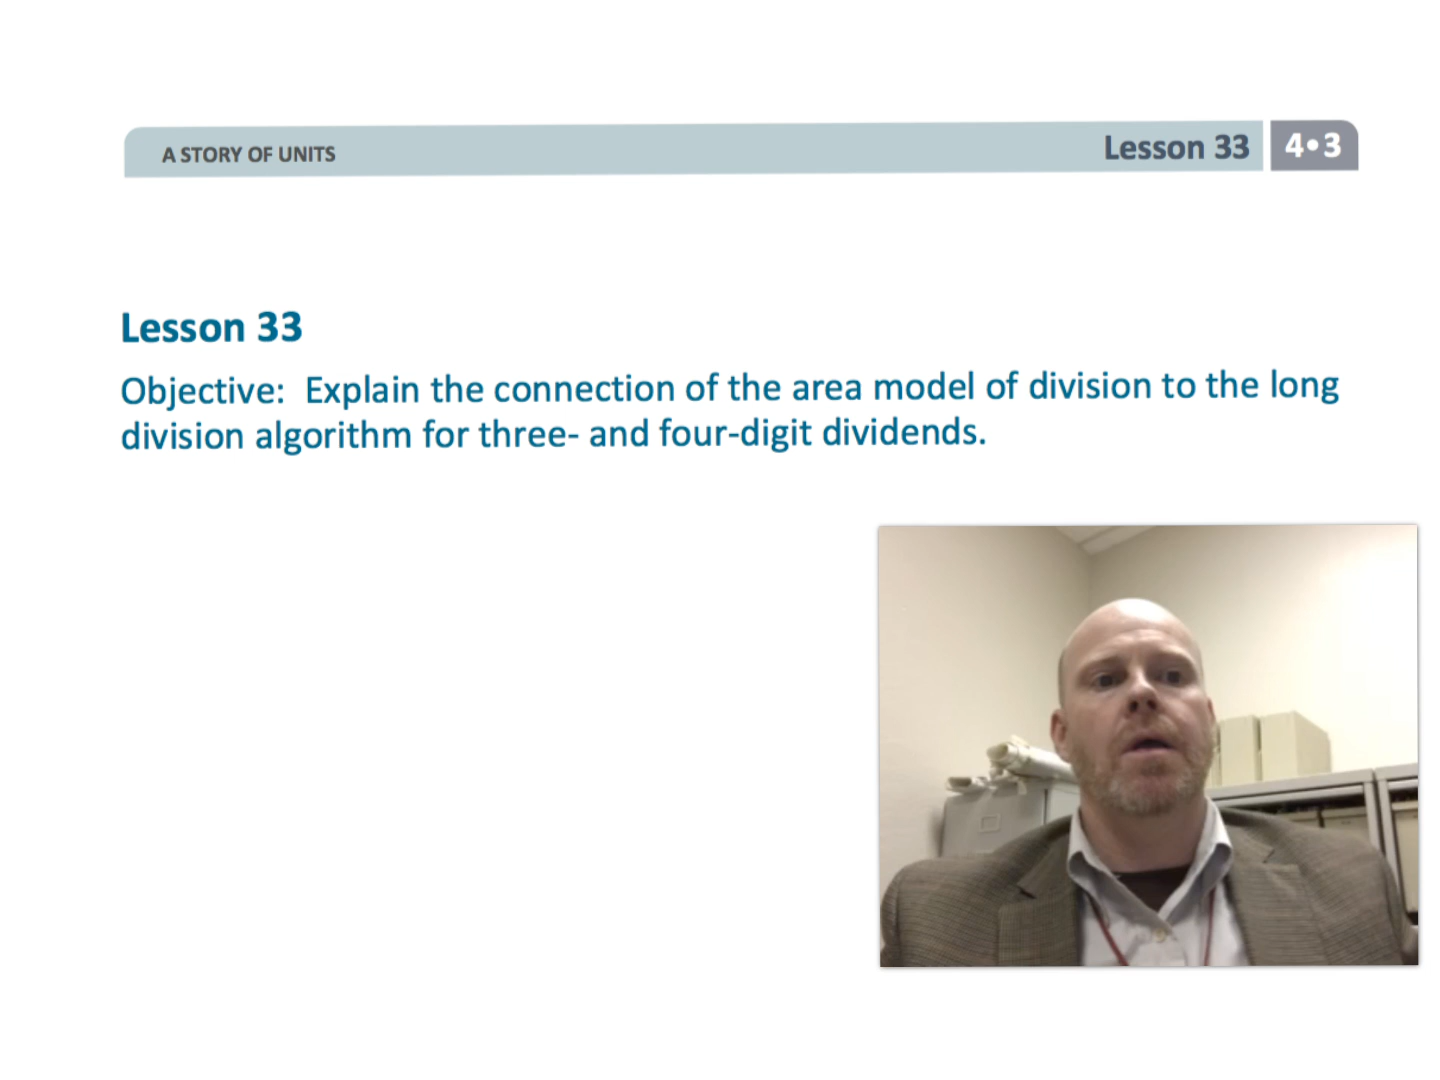 A STORY OF UNITS
Lesson 33
4•3
Lesson 33
Objective: Explain the connection of the area model of division to the long
division algorithm for three- and four-digit dividends.